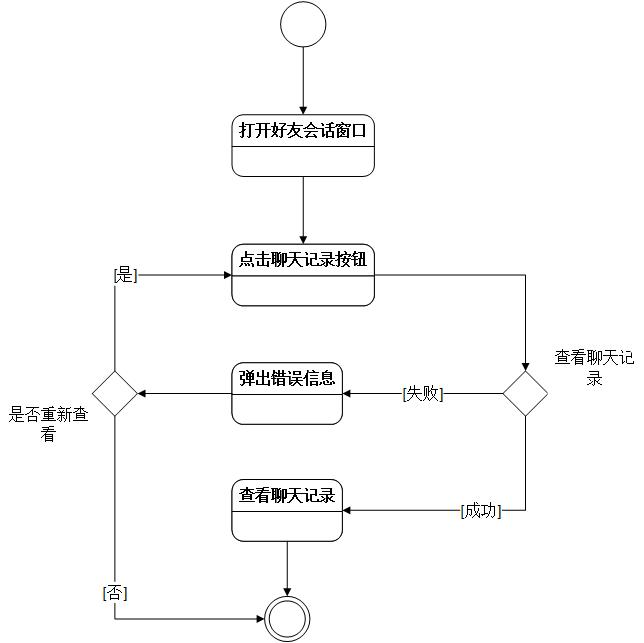 打开好友会话窗口
点击聊天记录按钮
[是]
查看聊天记
录
弹出错误信息
[失败]
是否重新查
看
查看聊天记录
[成功]
[否]